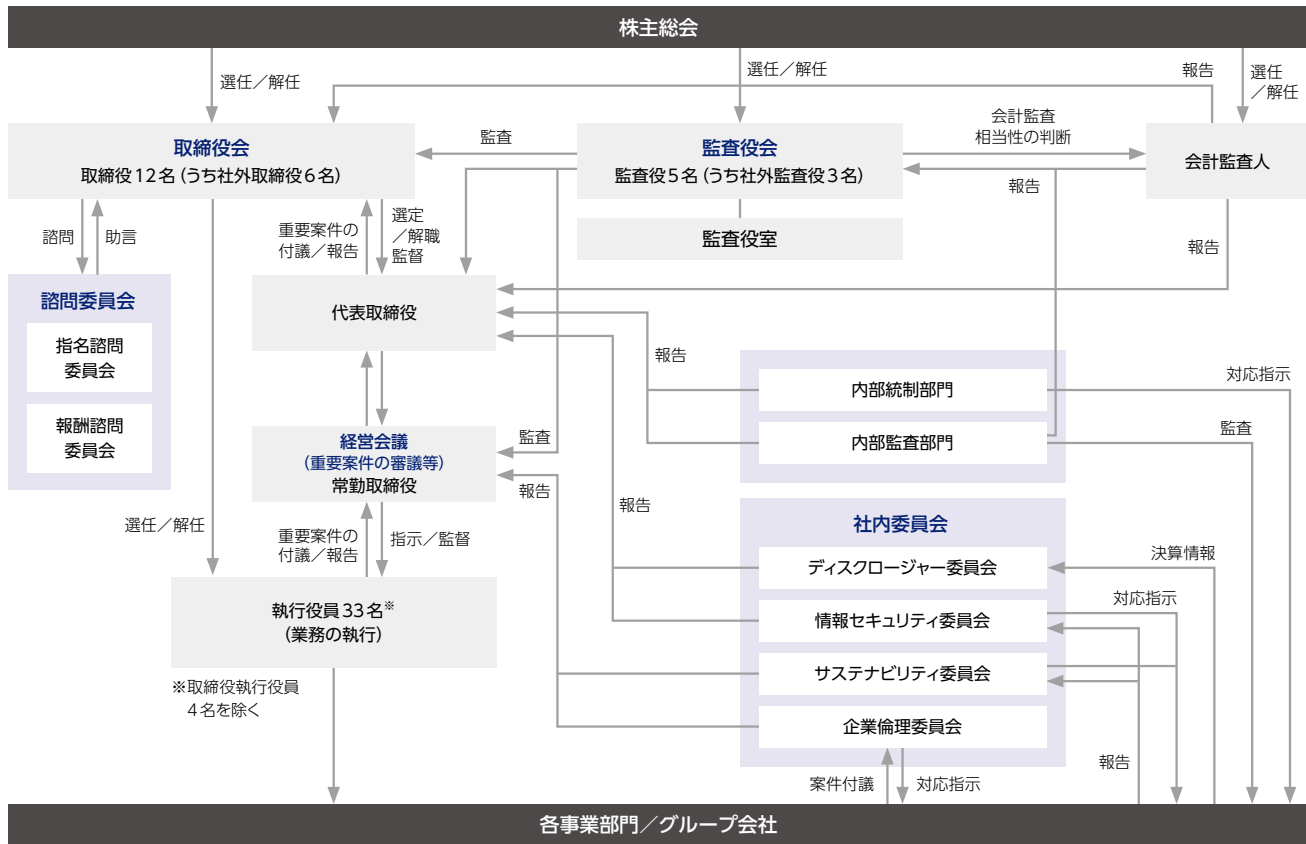 株主総会
選任／解任
選任／解任
報告
選任
／解任
取締役会
取締役12名（うち社外取締役6名）
監査
監査役会
監査役5名（うち社外監査役3名）
会計監査
相当性の判断
報告
会計監査人
監査役室
諮問
助言
重要案件の
付議／報告
選定
／解職
監督
報告
諮問委員会
指名諮問
委員会
報酬諮問
委員会
代表取締役
報告
内部統制部門
対応指示
内部監査部門
監査
経営会議
（重要案件の審議等）
常勤取締役
監査
報告
報告
選任／解任
重要案件の
付議／報告
指示／監督
社内委員会
ディスクロージャー委員会
決算情報
情報セキュリティ委員会
対応指示
サステナビリティ委員会
企業倫理委員会
執行役員33名※
（業務の執行）
※取締役執行役員
4名を除く
案件付議
対応指示
報告
各事業部門／グループ会社